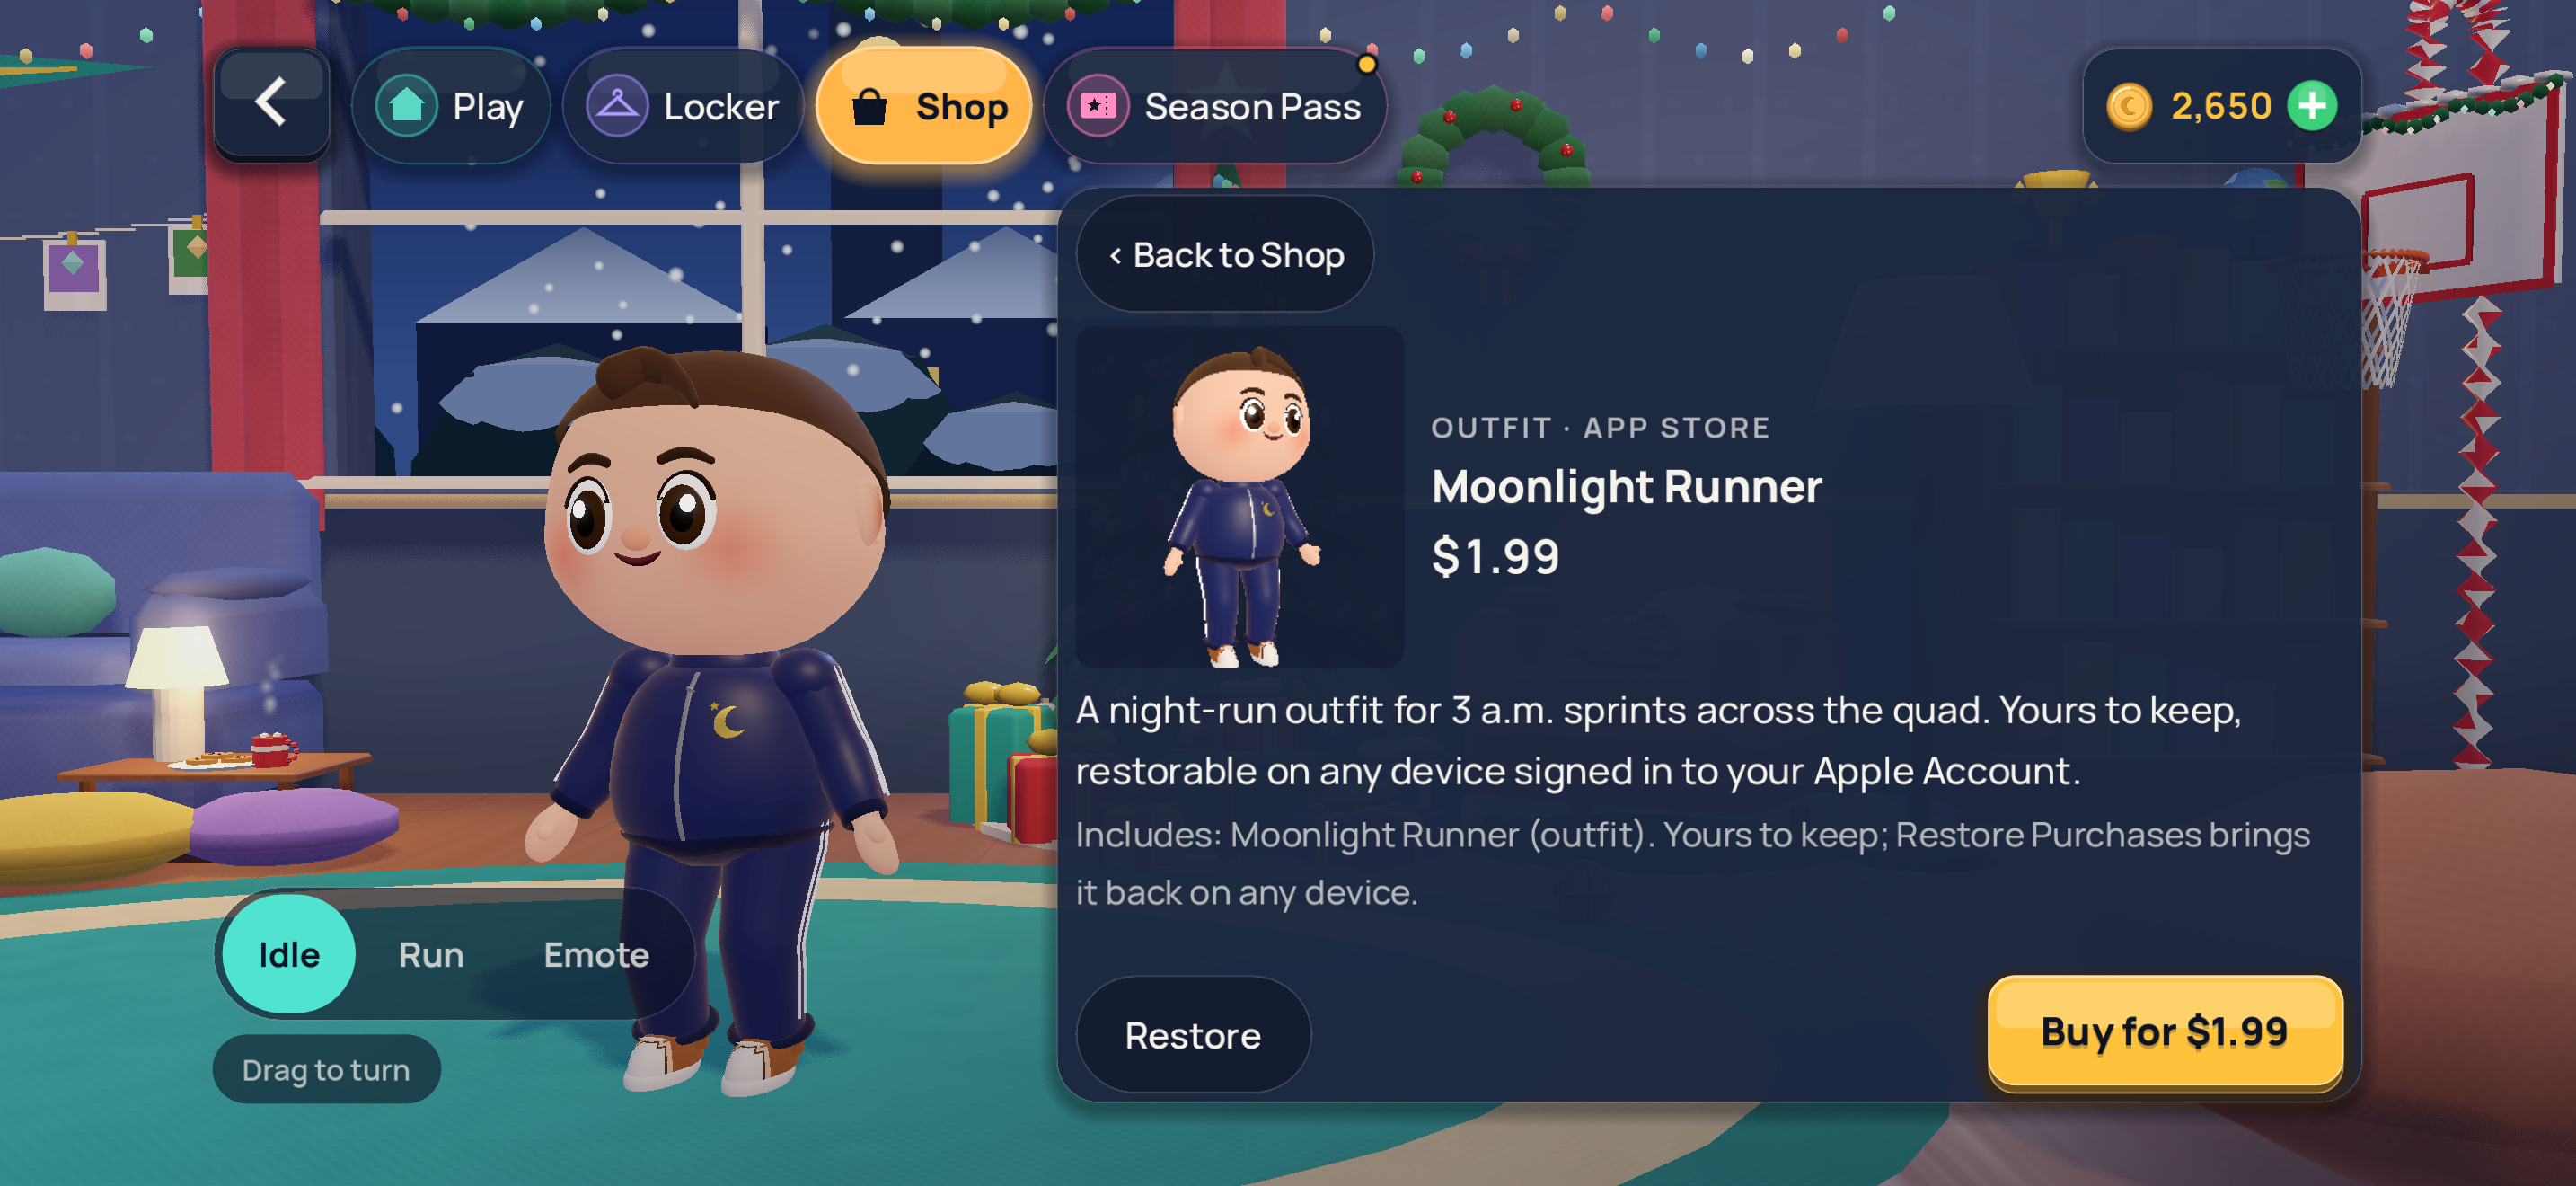 Play
Locker
Shop
Season Pass
2,650
‹ Back to Shop
OUTFIT · APP STORE
Moonlight Runner
$1.99
A night-run outfit for 3 a.m. sprints across the quad. Yours to keep,
restorable on any device signed in to your Apple Account.
Includes: Moonlight Runner (outfit). Yours to keep; Restore Purchases brings
it back on any device.
Idle
Run
Emote
Drag to turn
Restore
Buy for $1.99